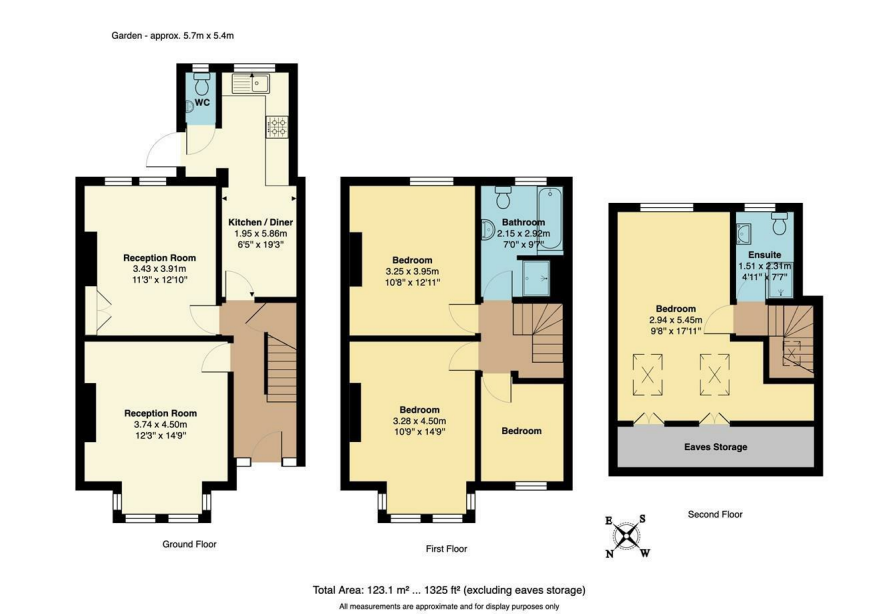 Garden - approx. 5.7m x 5.4m
WC
Kitchen / Diner
1.95 x 5.86m
6'5" x 19'3"
Reception Room
3.43 x 3.91m
11'3" x 12'10"
Reception Room
3.74 x 4.50m
12'3" x 14'9"
Ground Floor
Bathroom
2.15 x 2.92m
7'0" x 9'7"
Bedroom
3.25 x 3.95m
10'8" x 12'11"
Bedroom
3.28 x 4.50m
10'9" x 14'9"
Bedroom
First Floor
Ensuite
1.51 x 2.31m
4'11" x 7'7"
Bedroom
2.94 x 5.45m
9'8" x 17'11"
Eaves Storage
Second Floor
E S
N W
Total Area: 123.1 m² ... 1325 ft² (excluding eaves storage)
All measurements are approximate and for display purposes only